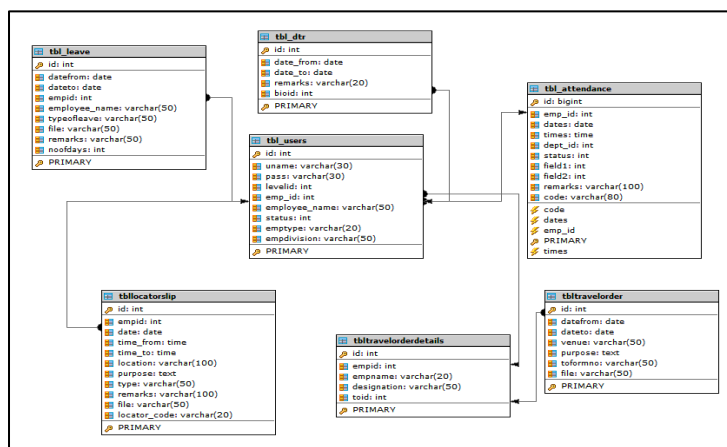 tbl_leave
id: int
datefrom: date
dateto: date
empid: int
employee_name: varchar(50)
typeofleave: varchar(50)
file: varchar(50)
remarks: varchar(50)
noofdays: int
PRIMARY
tbl_dtr
id: int
date_from: date
date_to: date
remarks: varchar(20)
bioid: int
PRIMARY
tbl_attendance
id: bigint
emp_id: int
dates: date
times: time
dept_id: int
status: int
field1: int
field2: int
remarks: varchar(100)
code: varchar(80)
code
dates
emp_id
PRIMARY
times
tbl_users
id: int
uname: varchar(30)
pass: varchar(30)
levelid: int
emp_id: int
employee_name: varchar(50)
status: int
emptype: varchar(20)
empdivision: varchar(50)
PRIMARY
tbllocatorslip
id: int
empid: int
date: date
time_from: time
time_to: time
location: varchar(100)
purpose: text
type: varchar(50)
remarks: varchar(100)
file: varchar(50)
locator_code: varchar(20)
PRIMARY
tbltravelorderdetails
id: int
empid: int
empname: varchar(20)
designation: varchar(50)
toid: int
PRIMARY
tbltravelorder
id: int
datefrom: date
dateto: date
venue: varchar(50)
purpose: text
toformno: varchar(50)
file: varchar(50)
PRIMARY